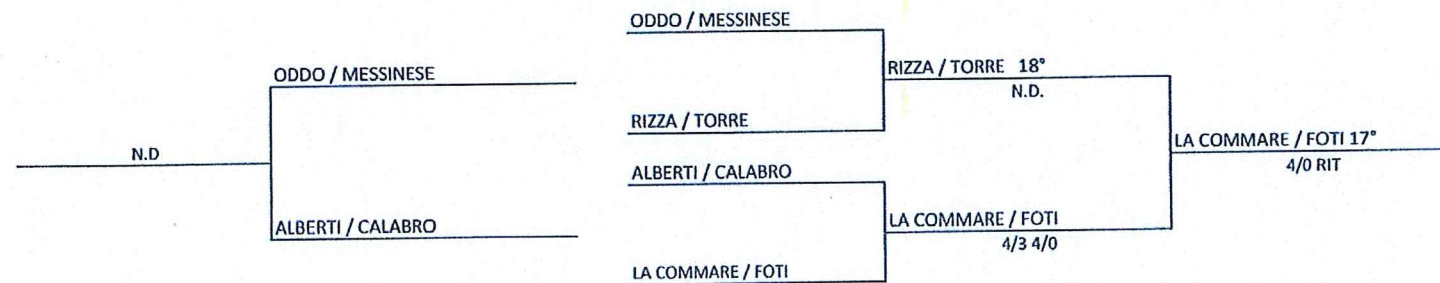 ODDO / MESSINESE
RIZZA / TORRE 18°
ODDO / MESSINESE
N.D.
RIZZA / TORRE
LA COMMARE / FOTI 17°
N.D
4/0 RIT
ALBERTI / CALABRO
LA COMMARE / FOTI
ALBERTI / CALABRO
4/3 4/0
LA COMMARE / FOTI